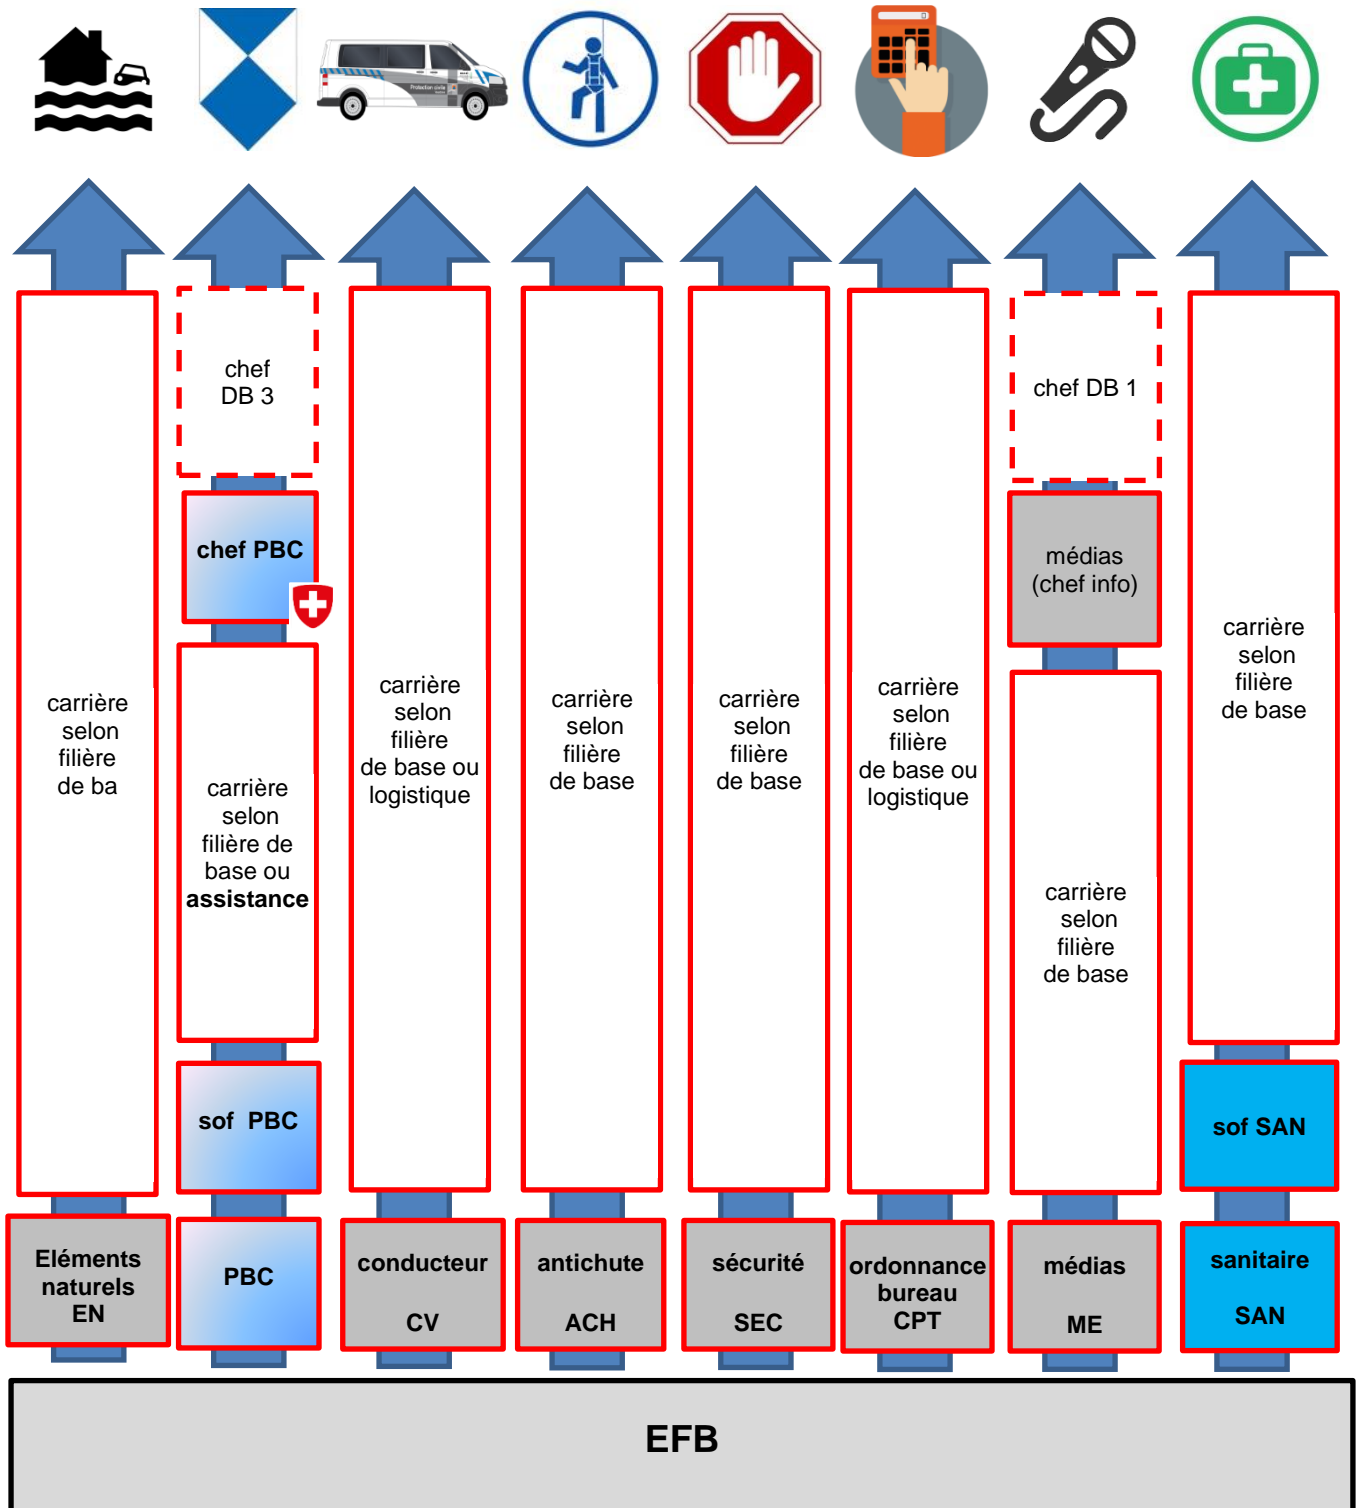 Protection civile
chef
DB 3
chef PBC
carrière
selon
filière de
base ou
assistance
sof PBC
PBC
carrière
selon
filière
de ba
Eléments
naturels
EN
carrière
selon
filière
de base ou
logistique
conducteur
CV
carrière
selon
filière
de base
antichute
ACH
carrière
selon
filière
de base
sécurité
SEC
carrière
selon
filière
de base ou
logistique
ordonnance
bureau
CPT
chef DB 1
médias
(chef info)
carrière
selon
filière
de base
médias
ME
carrière
selon
filière
de base
sof SAN
sanitaire
SAN
EFB